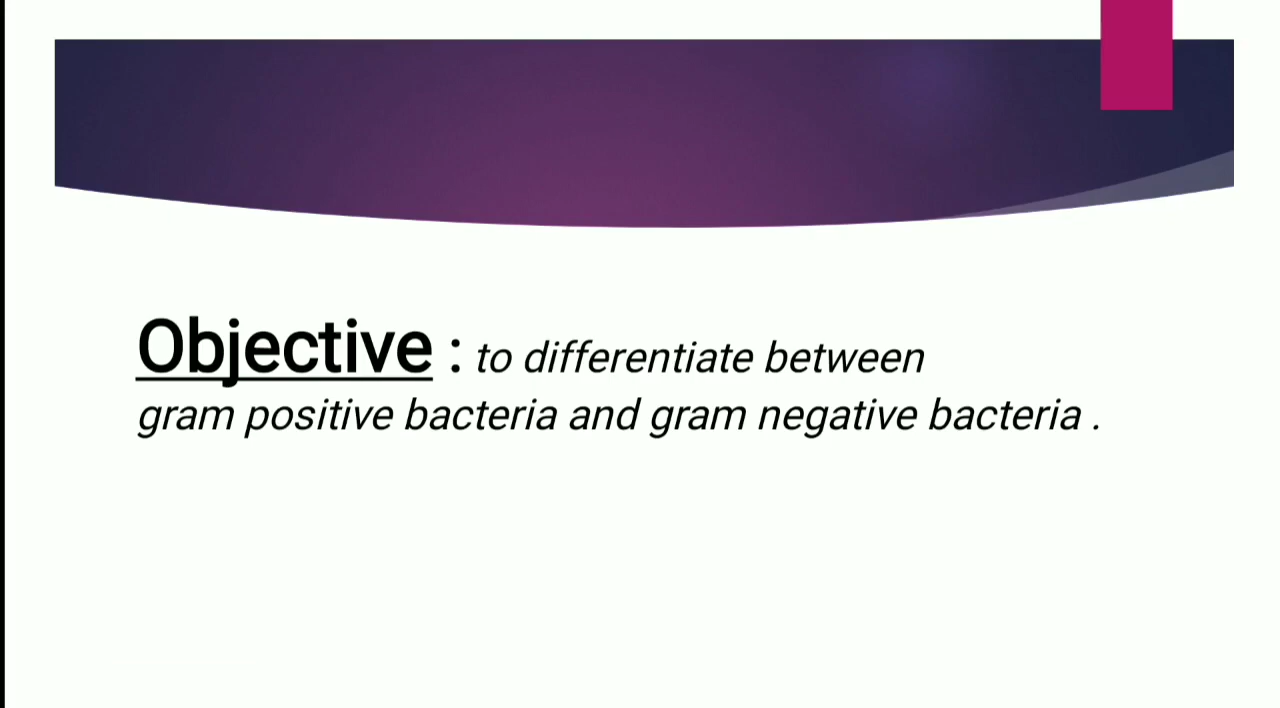 Objective : to differentiate between
gram positive bacteria and gram negative bacteria .